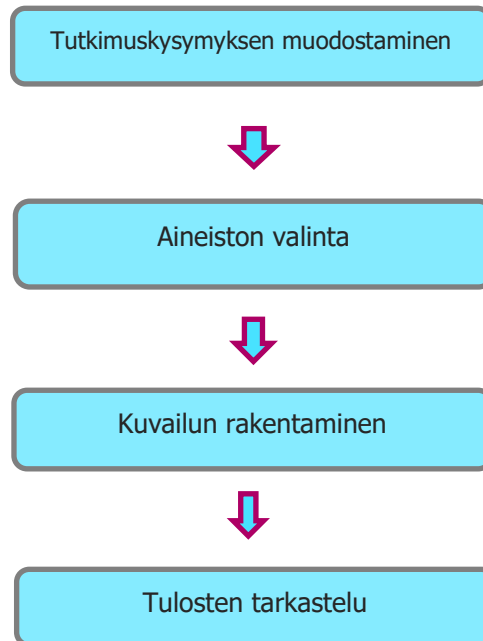 Tutkimuskysymyksen muodostaminen
Aineiston valinta
Kuvailun rakentaminen
Tulosten tarkastelu